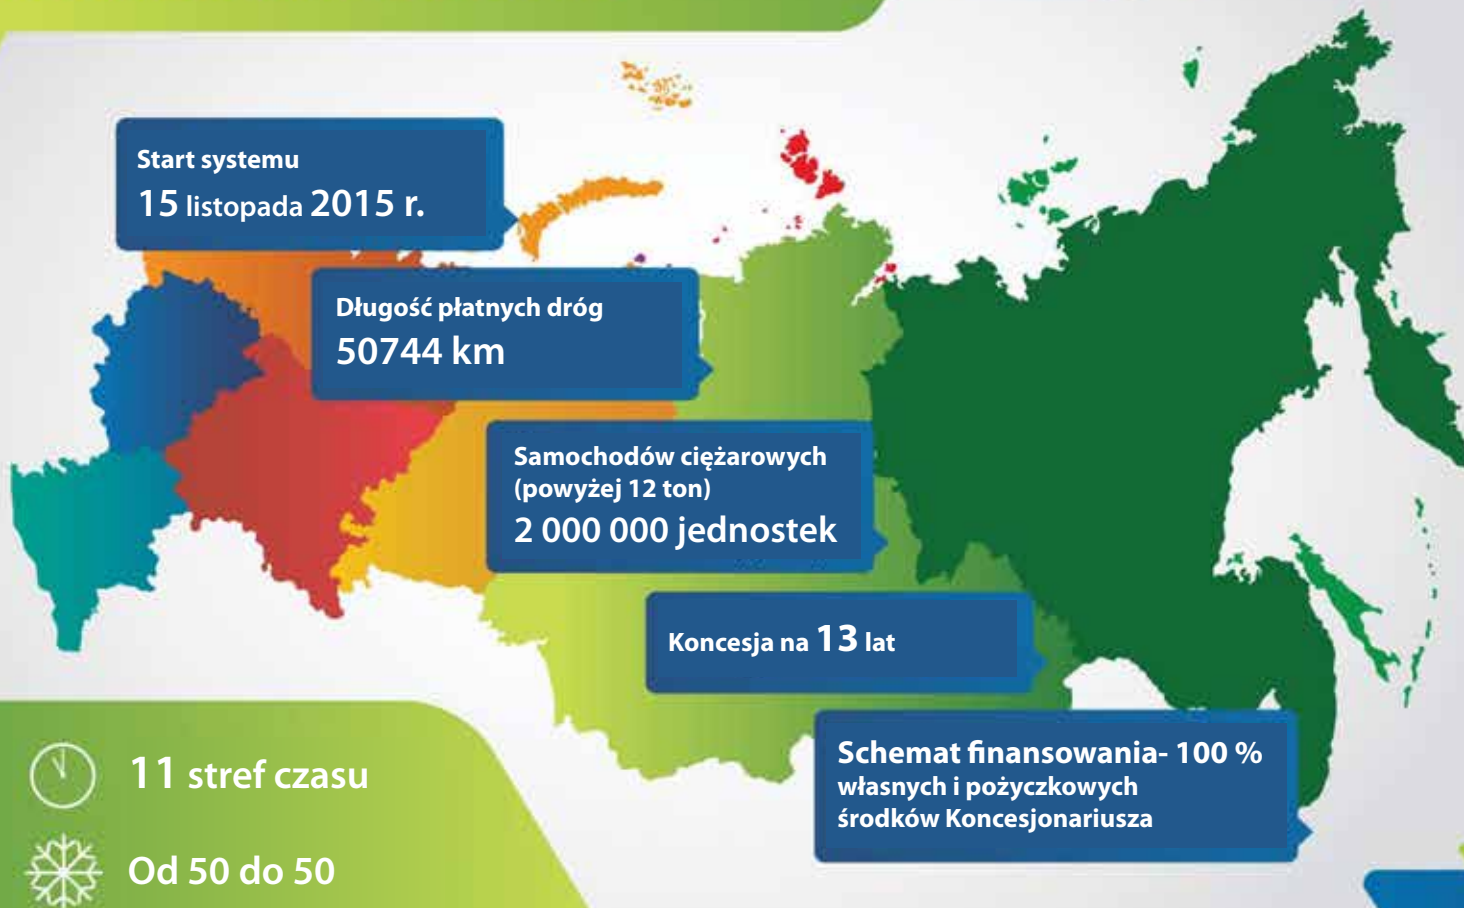 Start systemu
15 listopada 2015 r.
Długość płatnych dróg
50744 km
Samochodów ciężarowych
(powyżej 12 ton)
2 000 000 jednostek
Koncesja na 13 lat
Schemat finansowania- 100 %
własnych i pożyczkowych
środków Koncesjonariusza
11 stref czasu
Od 50 do 50